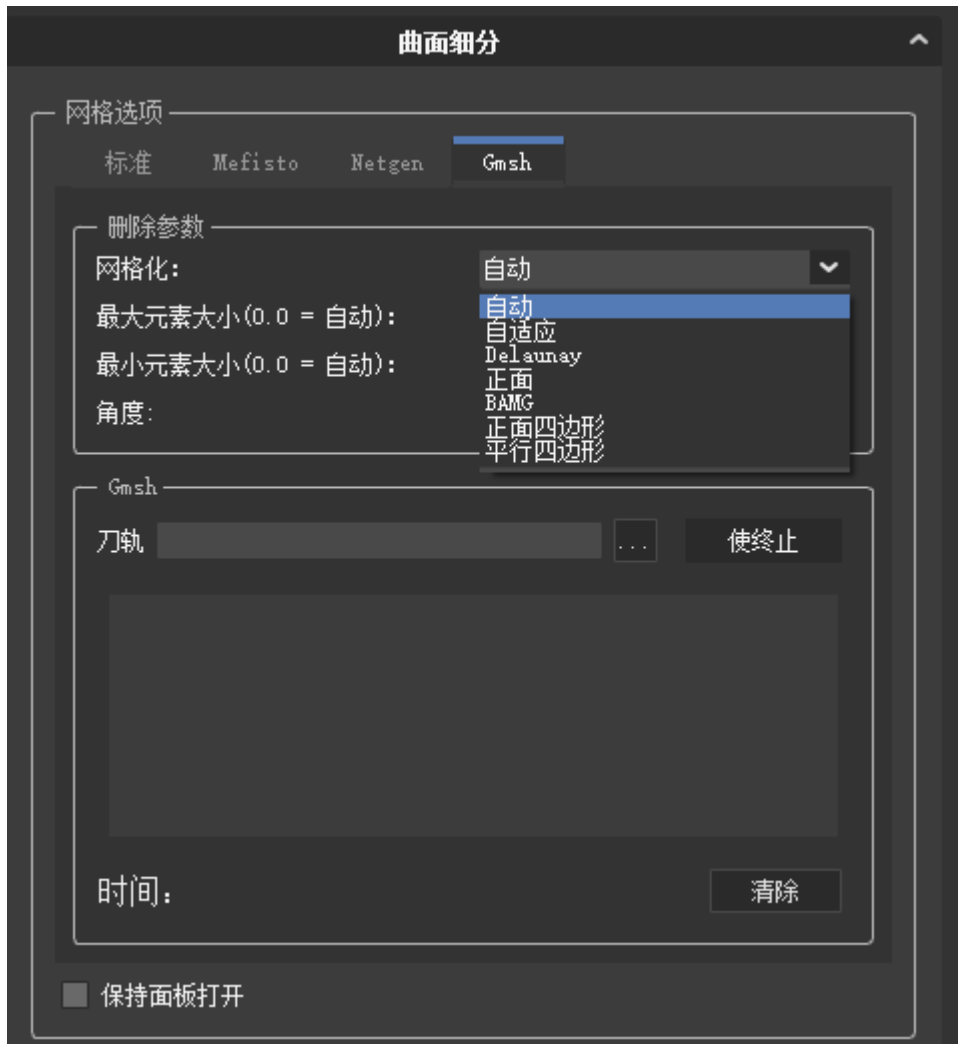 曲面细分
网格选项
标准 Mefisto Netgen Gmsh
删除参数
网格化: 自动
最大元素大小(0.0 = 自动):
最小元素大小(0.0 = 自动):
角度:
自动
自适应
Delaunay
正面
BAMG
正面四边形
平行四边形
Gmsh
刀轨 ... 使终止
时间:
清除
保持面板打开